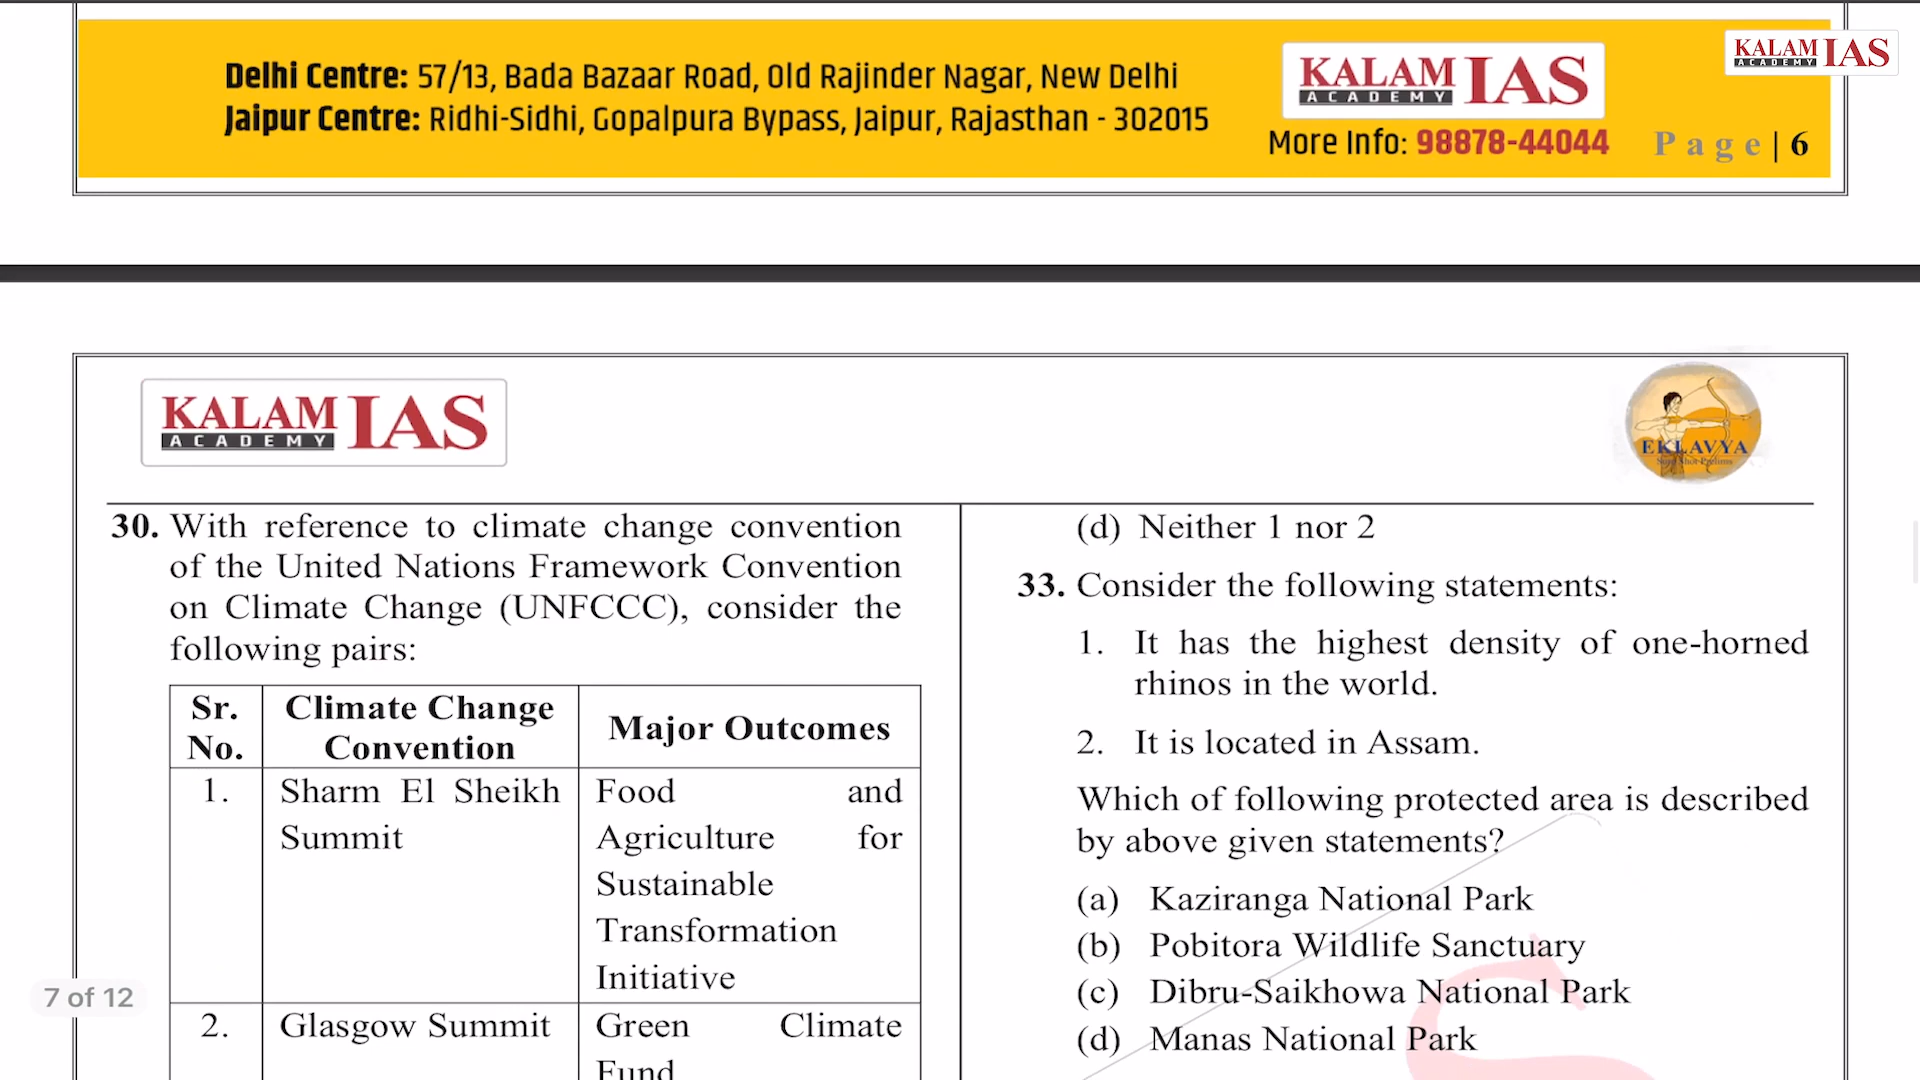 Delhi Centre: 57/13, Bada Bazaar Road, Old Rajinder Nagar, New Delhi
Jaipur Centre: Ridhi-Sidhi, Gopalpura Bypass, Jaipur, Rajasthan - 302015
KALAM IAS
ACADEMY
More Info: 98878-44044
Page | 6
KALAM IAS
ACADEMY
KALAM IAS
ACADEMY
EKLAVYA
Sure Shot Prelims
30. With reference to climate change convention
of the United Nations Framework Convention
on Climate Change (UNFCCC), consider the
following pairs:
Sr. No.
Climate Change Convention
Major Outcomes
1.
Sharm El Sheikh
Summit
Food and
Agriculture for
Sustainable
Transformation
Initiative
2.
Glasgow Summit
Green Climate
Fund
(d) Neither 1 nor 2
33. Consider the following statements:
1. It has the highest density of one-horned
rhinos in the world.
2. It is located in Assam.
Which of following protected area is described
by above given statements?
(a) Kaziranga National Park
(b) Pobitora Wildlife Sanctuary
(c) Dibru-Saikhowa National Park
(d) Manas National Park
7 of 12